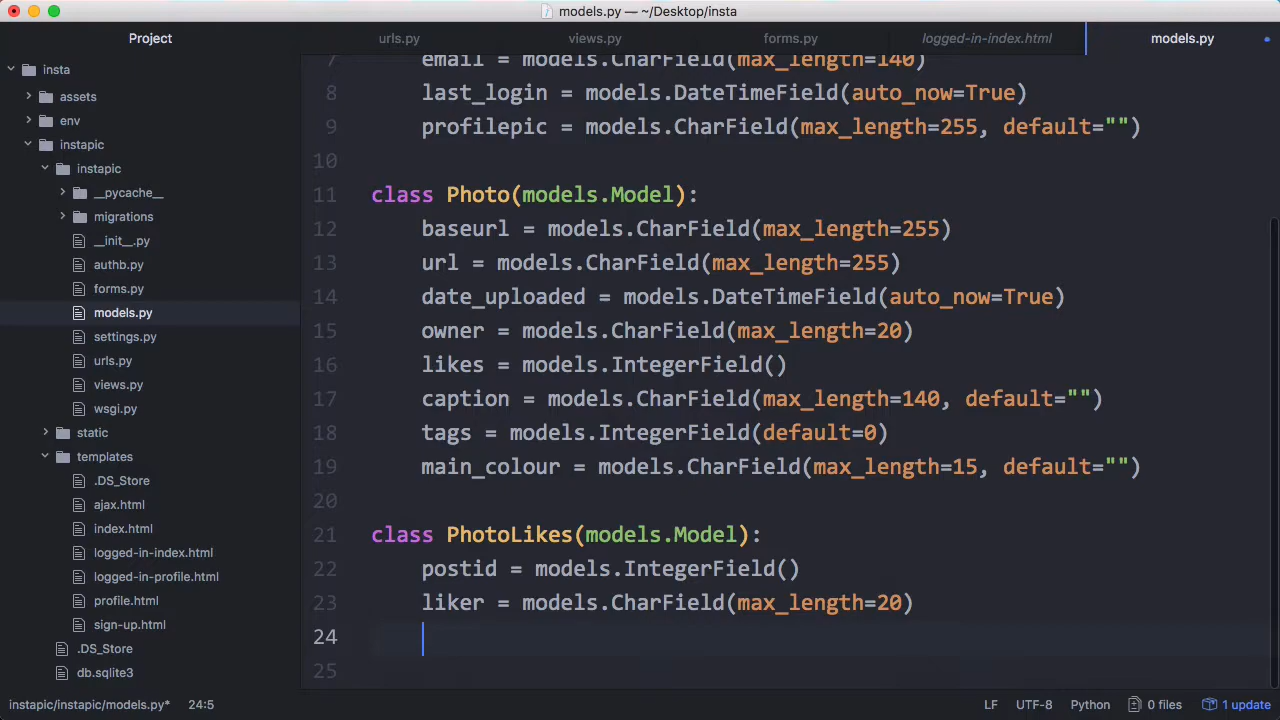 models.py — ~/Desktop/insta
Project
urls.py
views.py
forms.py
logged-in-index.html
models.py
insta
assets
env
instapic
instapic
__pycache__
migrations
__init__.py
authb.py
forms.py
models.py
settings.py
urls.py
views.py
wsgi.py
static
templates
.DS_Store
ajax.html
index.html
logged-in-index.html
logged-in-profile.html
profile.html
sign-up.html
.DS_Store
db.sqlite3
7 email = models.CharField(max_length=140)
8 last_login = models.DateTimeField(auto_now=True)
9 profilepic = models.CharField(max_length=255, default="")
10
11 class Photo(models.Model):
12 baseurl = models.CharField(max_length=255)
13 url = models.CharField(max_length=255)
14 date_uploaded = models.DateTimeField(auto_now=True)
15 owner = models.CharField(max_length=20)
16 likes = models.IntegerField()
17 caption = models.CharField(max_length=140, default="")
18 tags = models.IntegerField(default=0)
19 main_colour = models.CharField(max_length=15, default="")
20
21 class PhotoLikes(models.Model):
22 postid = models.IntegerField()
23 liker = models.CharField(max_length=20)
24
25
instapic/instapic/models.py* 24:5 LF UTF-8 Python 0 files 1 update